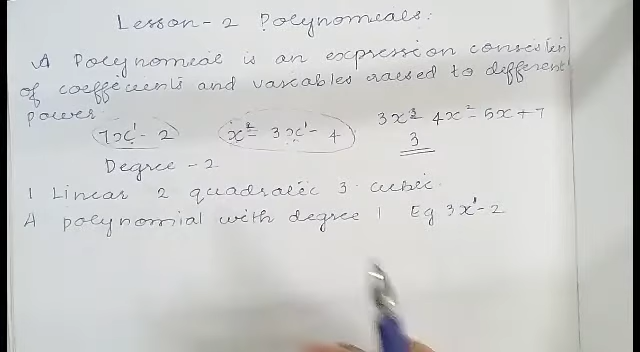 Lesson - 2 Polynomials:
A Polynomial is an expression consistin
of coefficients and variables raised to different
power
7x¹ - 2 x² - 3x¹ - 4 3x³ - 4x² - 5x + 7
3
Degree - 2
1 Linear 2 quadratic 3 cubic
A polynomial with degree 1 Eg 3x¹ - 2